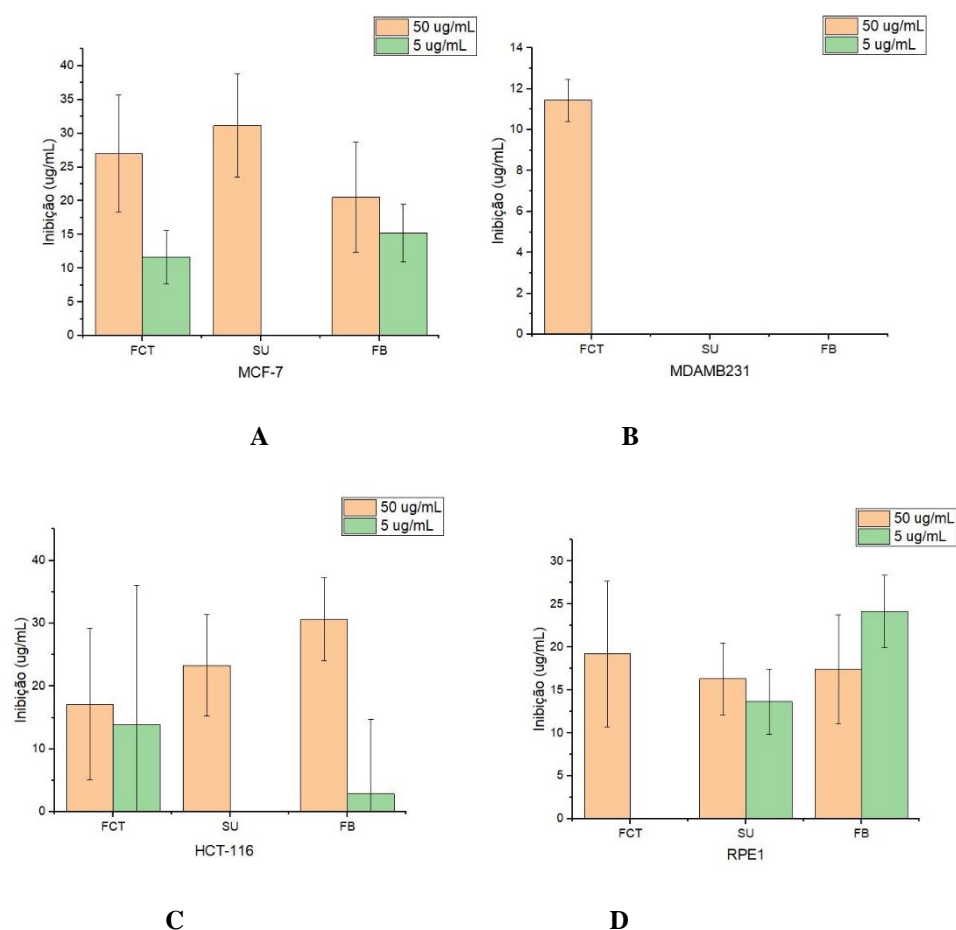 50 ug/mL
5 ug/mL
Inibição (ug/mL)
40
35
30
25
20
15
10
5
0
FCT SU FB
MCF-7
50 ug/mL
5 ug/mL
Inibição (ug/mL)
14
12
10
8
6
4
2
0
FCT SU FB
MDAMB231
A B
50 ug/mL
5 ug/mL
Inibição (ug/mL)
40
30
20
10
0
FCT SU FB
HCT-116
50 ug/mL
5 ug/mL
Inibição (ug/mL)
30
25
20
15
10
5
0
FCT SU FB
RPE1
C D